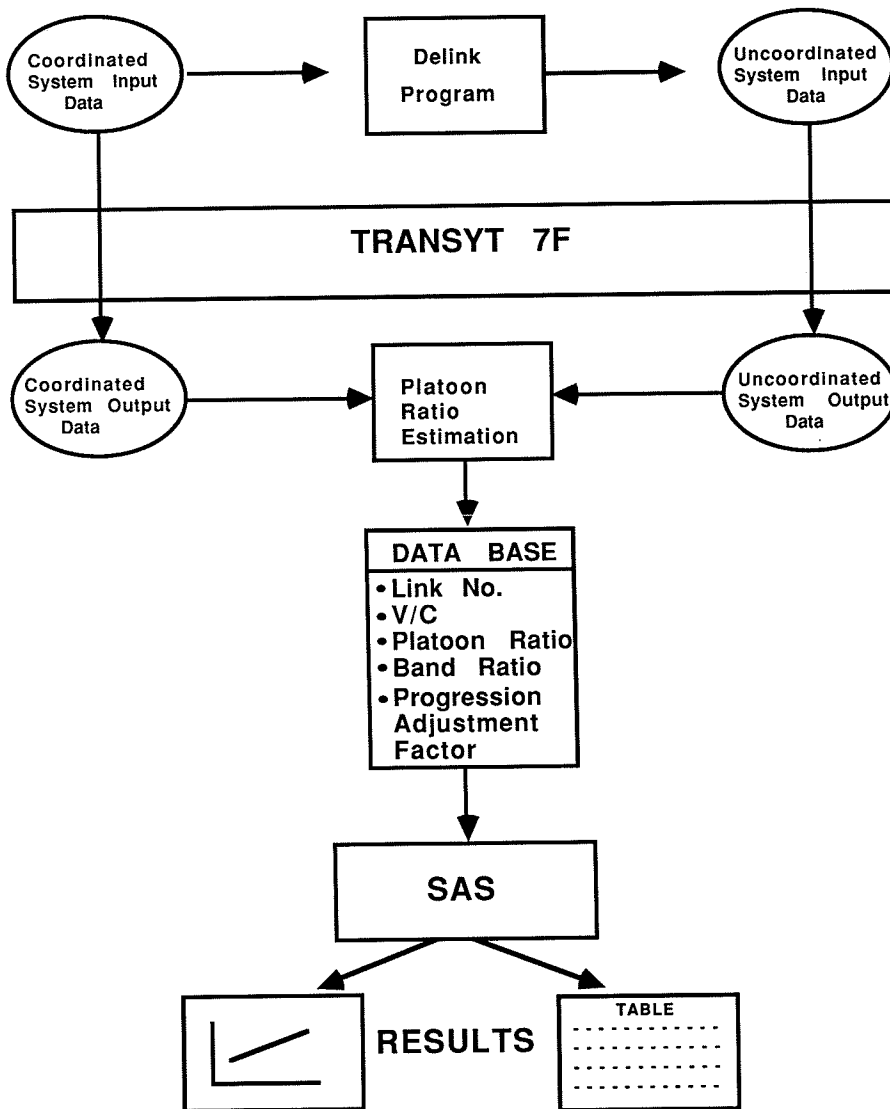 Coordinated
System Input
Data
Delink
Program
Uncoordinated
System Input
Data
TRANSYT 7F
Coordinated
System Output
Data
Platoon
Ratio
Estimation
Uncoordinated
System Output
Data
DATA BASE
• Link No.
• V/C
• Platoon Ratio
• Band Ratio
• Progression
Adjustment
Factor
SAS
RESULTS
TABLE